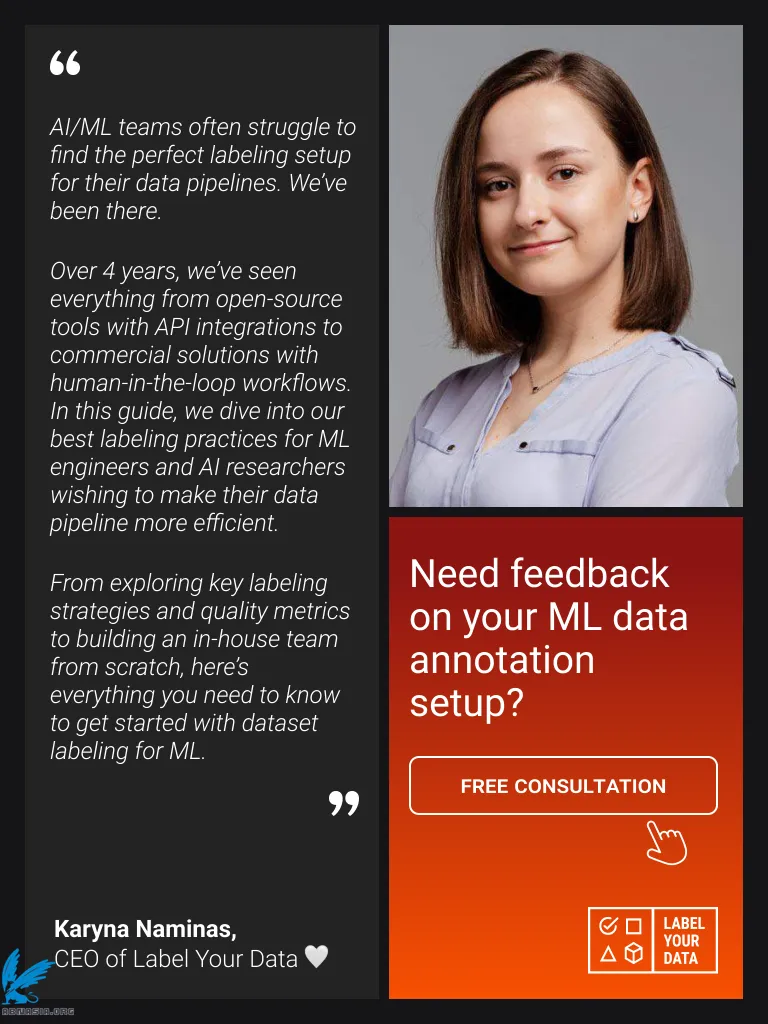 “
AI/ML teams often struggle to
find the perfect labeling setup
for their data pipelines. We’ve
been there.
Over 4 years, we’ve seen
everything from open-source
tools with API integrations to
commercial solutions with
human-in-the-loop workflows.
In this guide, we dive into our
best labeling practices for ML
engineers and AI researchers
wishing to make their data
pipeline more efficient.
From exploring key labeling
strategies and quality metrics
to building an in-house team
from scratch, here’s
everything you need to know
to get started with dataset
labeling for ML.
”
Karyna Naminas,
CEO of Label Your Data 🤍
Need feedback
on your ML data
annotation
setup?
FREE CONSULTATION
LABEL
YOUR
DATA